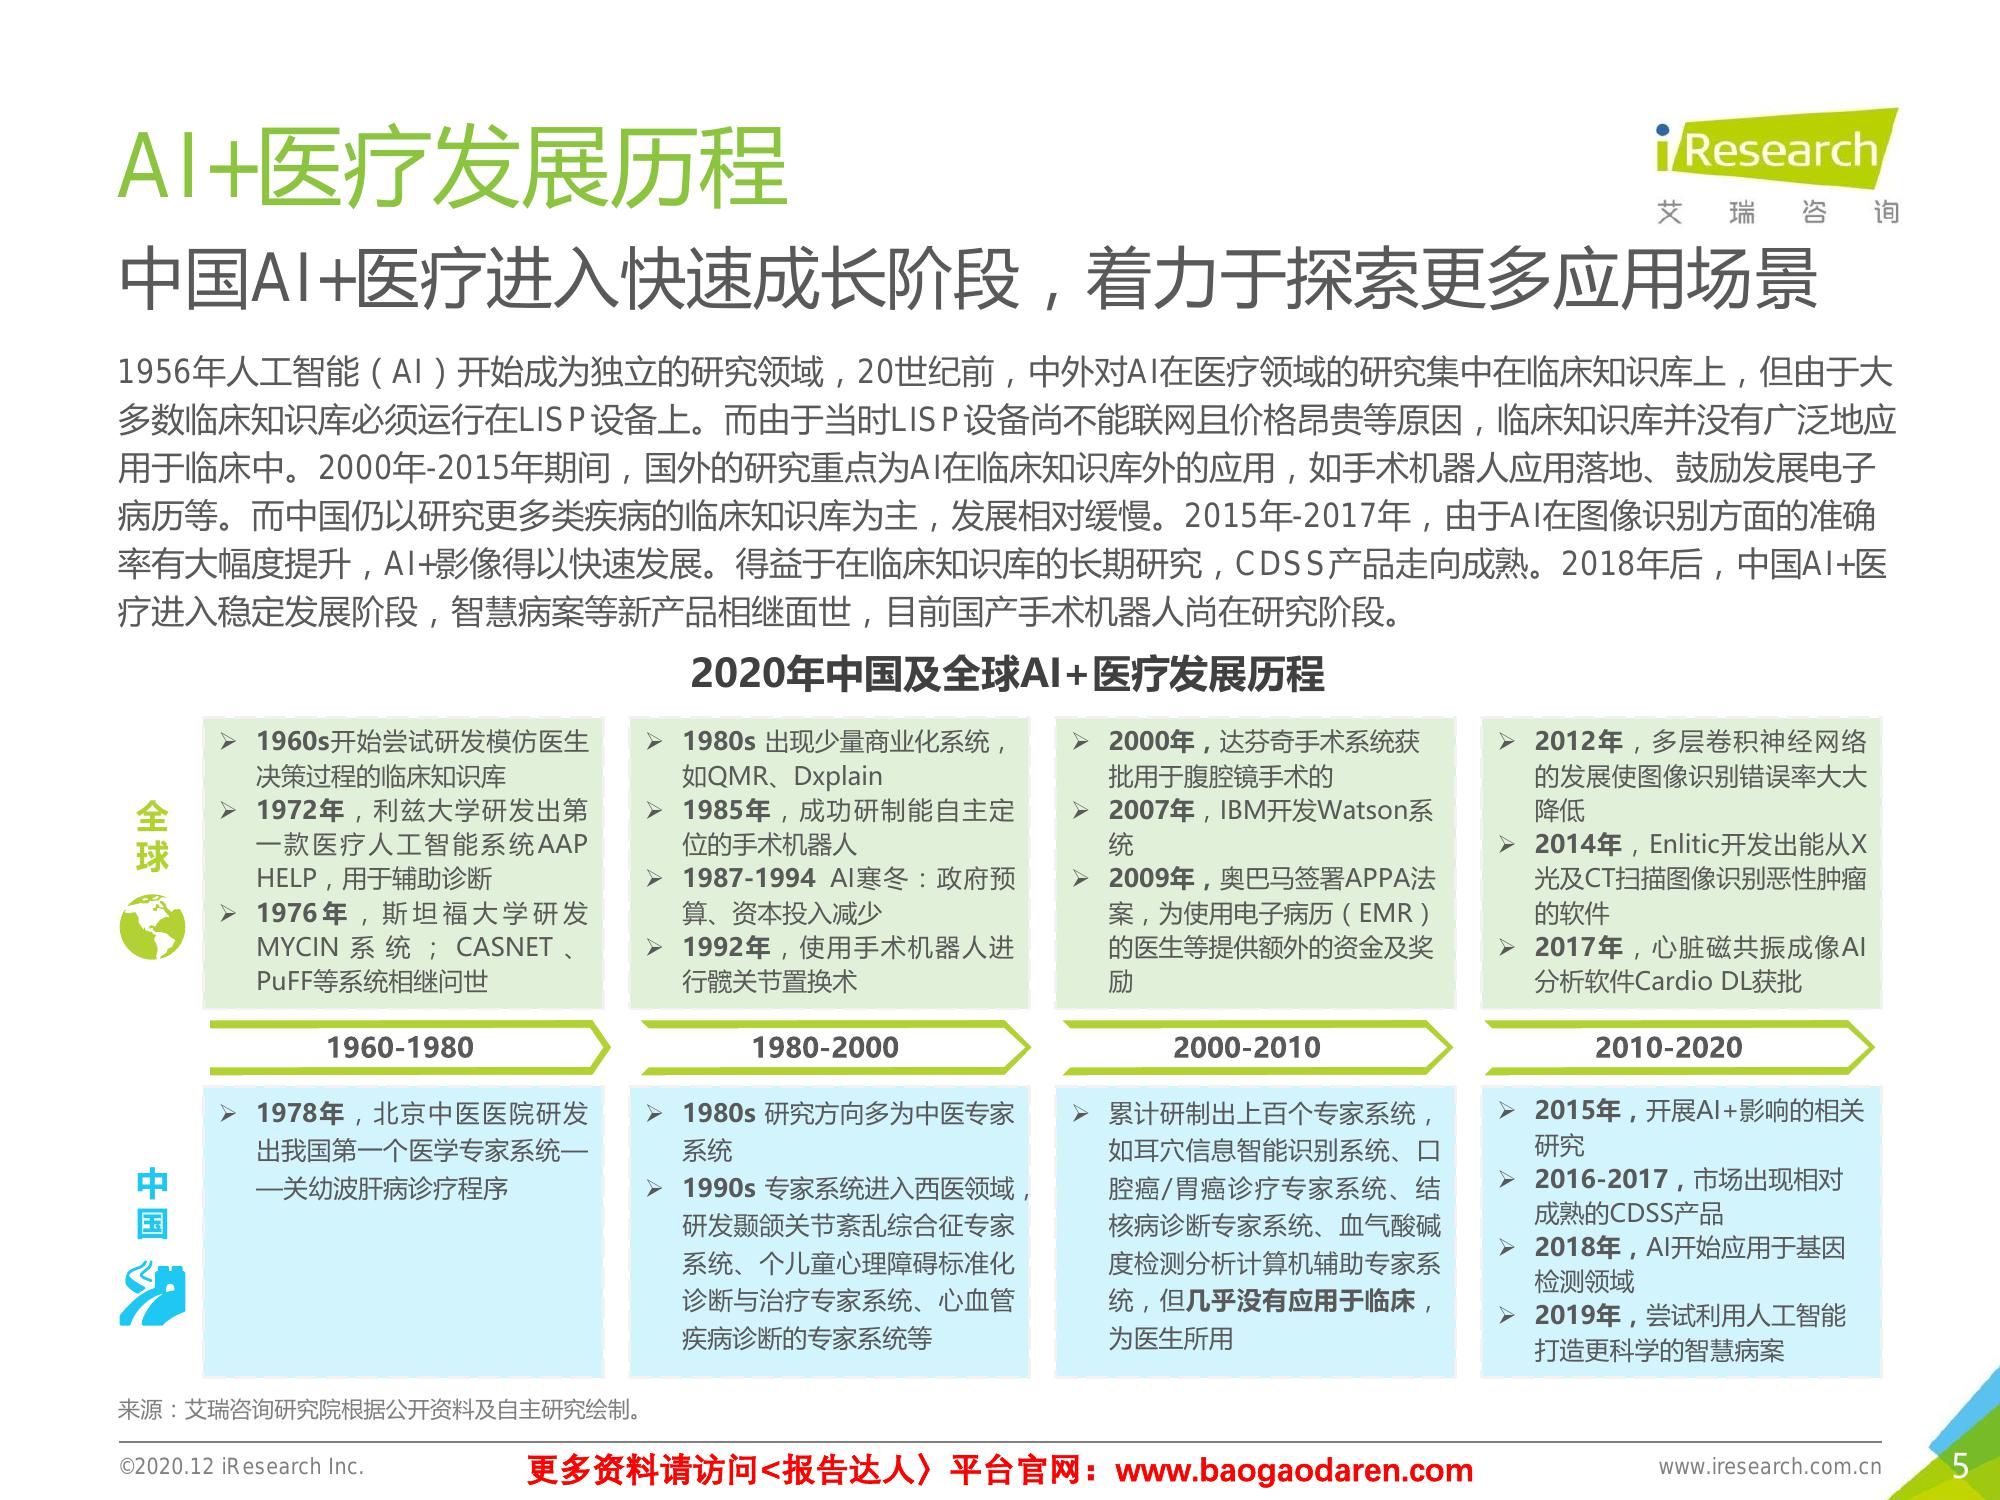 AI+医疗发展历程
iResearch
艾瑞咨询
中国AI+医疗进入快速成长阶段，着力于探索更多应用场景
1956年人工智能（AI）开始成为独立的研究领域，20世纪前，中外对AI在医疗领域的研究集中在临床知识库上，但由于大
多数临床知识库必须运行在LISP设备上。而由于当时LISP设备尚不能联网且价格昂贵等原因，临床知识库并没有广泛地应
用于临床中。2000年-2015年期间，国外的研究重点为AI在临床知识库外的应用，如手术机器人应用落地、鼓励发展电子
病历等。而中国仍以研究更多类疾病的临床知识库为主，发展相对缓慢。2015年-2017年，由于AI在图像识别方面的准确
率有大幅度提升，AI+影像得以快速发展。得益于在临床知识库的长期研究，CDSS产品走向成熟。2018年后，中国AI+医
疗进入稳定发展阶段，智慧病案等新产品相继面世，目前国产手术机器人尚在研究阶段。
2020年中国及全球AI+医疗发展历程
全球
➢ 1960s开始尝试研发模仿医生
决策过程的临床知识库
➢ 1972年，利兹大学研发出第
一款医疗人工智能系统AAP
HELP，用于辅助诊断
➢ 1976年，斯坦福大学研发
MYCIN系统；CASNET、
PuFF等系统相继问世
➢ 1980s 出现少量商业化系统，
如QMR、Dxplain
➢ 1985年，成功研制能自主定
位的手术机器人
➢ 1987-1994 AI寒冬：政府预
算、资本投入减少
➢ 1992年，使用手术机器人进
行髋关节置换术
➢ 2000年，达芬奇手术系统获
批用于腹腔镜手术的
➢ 2007年，IBM开发Watson系
统
➢ 2009年，奥巴马签署APPA法
案，为使用电子病历（EMR）
的医生等提供额外的资金及奖
励
➢ 2012年，多层卷积神经网络
的发展使图像识别错误率大大
降低
➢ 2014年，Enlitic开发出能从X
光及CT扫描图像识别恶性肿瘤
的软件
➢ 2017年，心脏磁共振成像AI
分析软件Cardio DL获批
1960-1980
1980-2000
2000-2010
2010-2020
中国
➢ 1978年，北京中医医院研发
出我国第一个医学专家系统—
—关幼波肝病诊疗程序
➢ 1980s 研究方向多为中医专家
系统
➢ 1990s 专家系统进入西医领域，
研发颞颌关节紊乱综合征专家
系统、个儿童心理障碍标准化
诊断与治疗专家系统、心血管
疾病诊断的专家系统等
➢ 累计研制出上百个专家系统，
如耳穴信息智能识别系统、口
腔癌/胃癌诊疗专家系统、结
核病诊断专家系统、血气酸碱
度检测分析计算机辅助专家系
统，但几乎没有应用于临床，
为医生所用
➢ 2015年，开展AI+影响的相关
研究
➢ 2016-2017，市场出现相对
成熟的CDSS产品
➢ 2018年，AI开始应用于基因
检测领域
➢ 2019年，尝试利用人工智能
打造更科学的智慧病案
来源：艾瑞咨询研究院根据公开资料及自主研究绘制。
©2020.12 iResearch Inc.
更多资料请访问<报告达人〉平台官网：www.baogaodaren.com
www.iresearch.com.cn
5